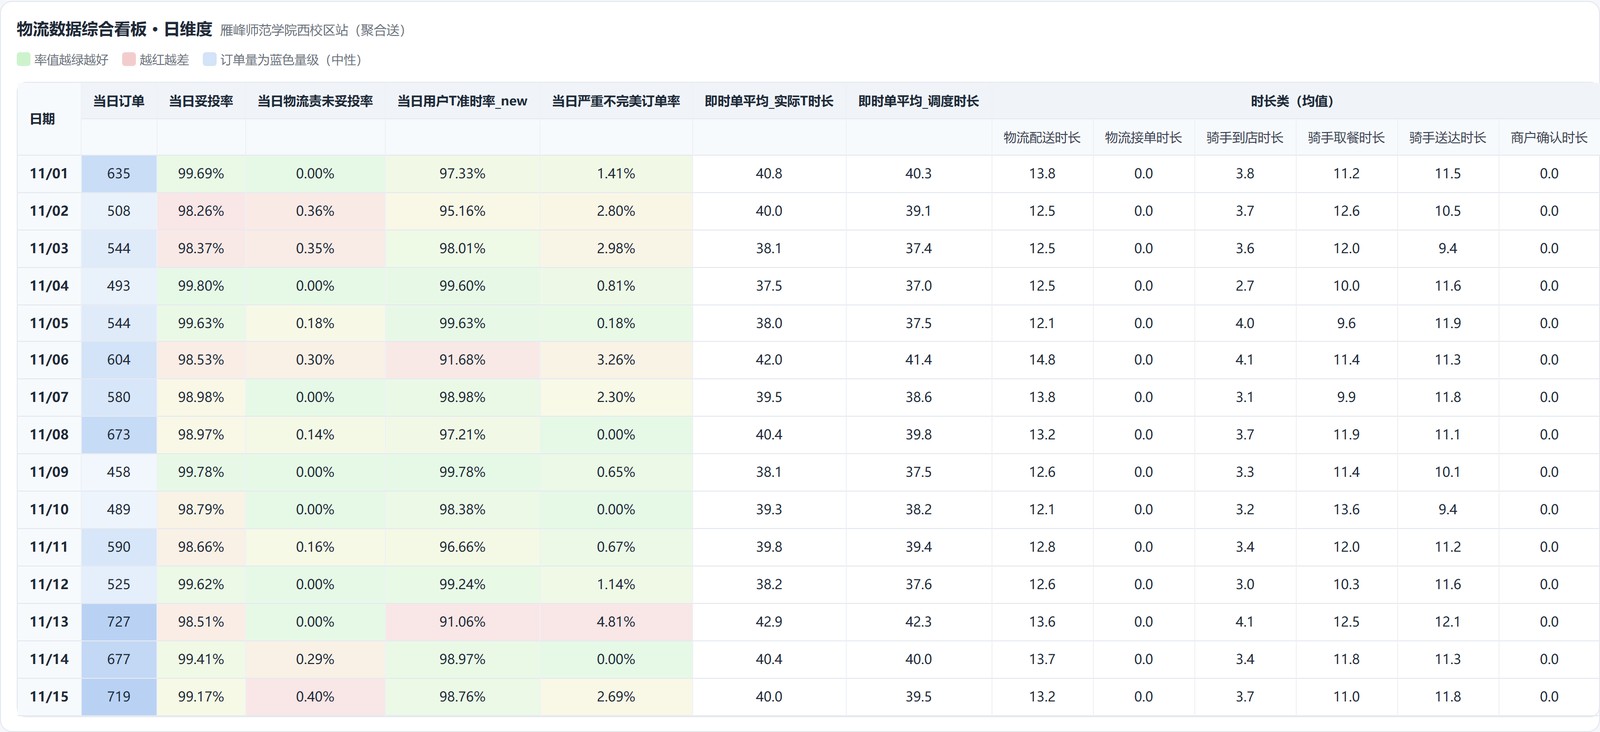 物流数据综合看板 • 日维度 雁峰师范学院西校区站（聚合送）
率值越绿越好 越红越差 订单量为蓝色量级（中性）
日期 当日订单 当日妥投率 当日物流责未妥投率 当日用户T准时率_new 当日严重不完美订单率 即时单平均_实际T时长 即时单平均_调度时长 时长类（均值）
物流配送时长 物流接单时长 骑手到店时长 骑手取餐时长 骑手送达时长 商户确认时长
11/01 635 99.69% 0.00% 97.33% 1.41% 40.8 40.3 13.8 0.0 3.8 11.2 11.5 0.0
11/02 508 98.26% 0.36% 95.16% 2.80% 40.0 39.1 12.5 0.0 3.7 12.6 10.5 0.0
11/03 544 98.37% 0.35% 98.01% 2.98% 38.1 37.4 12.5 0.0 3.6 12.0 9.4 0.0
11/04 493 99.80% 0.00% 99.60% 0.81% 37.5 37.0 12.5 0.0 2.7 10.0 11.6 0.0
11/05 544 99.63% 0.18% 99.63% 0.18% 38.0 37.5 12.1 0.0 4.0 9.6 11.9 0.0
11/06 604 98.53% 0.30% 91.68% 3.26% 42.0 41.4 14.8 0.0 4.1 11.4 11.3 0.0
11/07 580 98.98% 0.00% 98.98% 2.30% 39.5 38.6 13.8 0.0 3.1 9.9 11.8 0.0
11/08 673 98.97% 0.14% 97.21% 0.00% 40.4 39.8 13.2 0.0 3.7 11.9 11.1 0.0
11/09 458 99.78% 0.00% 99.78% 0.65% 38.1 37.5 12.6 0.0 3.3 11.4 10.1 0.0
11/10 489 98.79% 0.00% 98.38% 0.00% 39.3 38.2 12.1 0.0 3.2 13.6 9.4 0.0
11/11 590 98.66% 0.16% 96.66% 0.67% 39.8 39.4 12.8 0.0 3.4 12.0 11.2 0.0
11/12 525 99.62% 0.00% 99.24% 1.14% 38.2 37.6 12.6 0.0 3.0 10.3 11.6 0.0
11/13 727 98.51% 0.00% 91.06% 4.81% 42.9 42.3 13.6 0.0 4.1 12.5 12.1 0.0
11/14 677 99.41% 0.29% 98.97% 0.00% 40.4 40.0 13.7 0.0 3.4 11.8 11.3 0.0
11/15 719 99.17% 0.40% 98.76% 2.69% 40.0 39.5 13.2 0.0 3.7 11.0 11.8 0.0